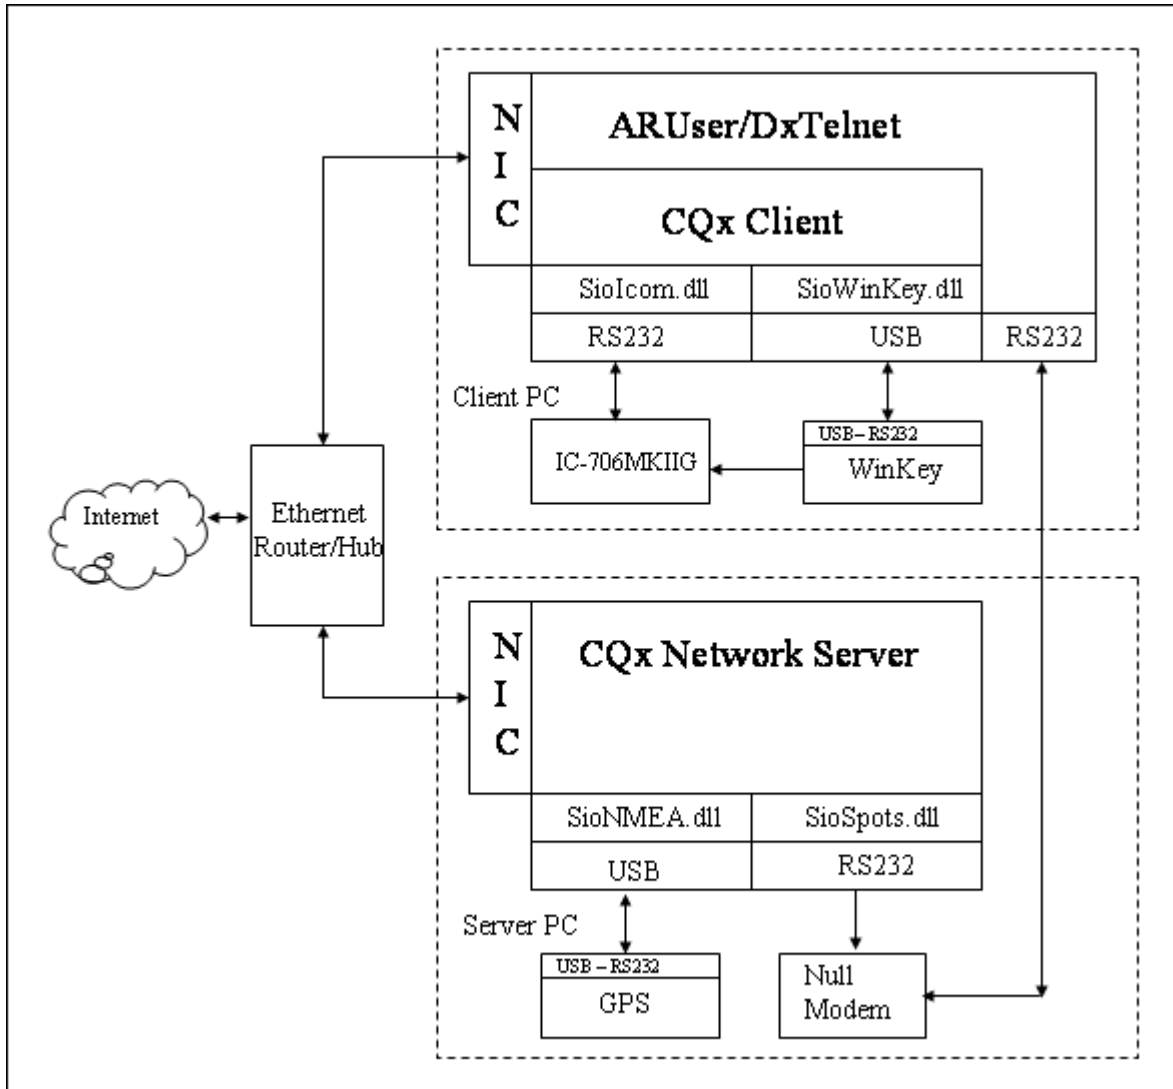 N
I
C
ARUser/DxTelnet
CQx Client
SioIcom.dll
SioWinKey.dll
RS232
USB
RS232
Client PC
IC-706MKIIG
USB–RS232
WinKey
Internet
Ethernet
Router/Hub
N
I
C
CQx Network Server
SioNMEA.dll
SioSpots.dll
USB
RS232
Server PC
USB – RS232
GPS
Null
Modem